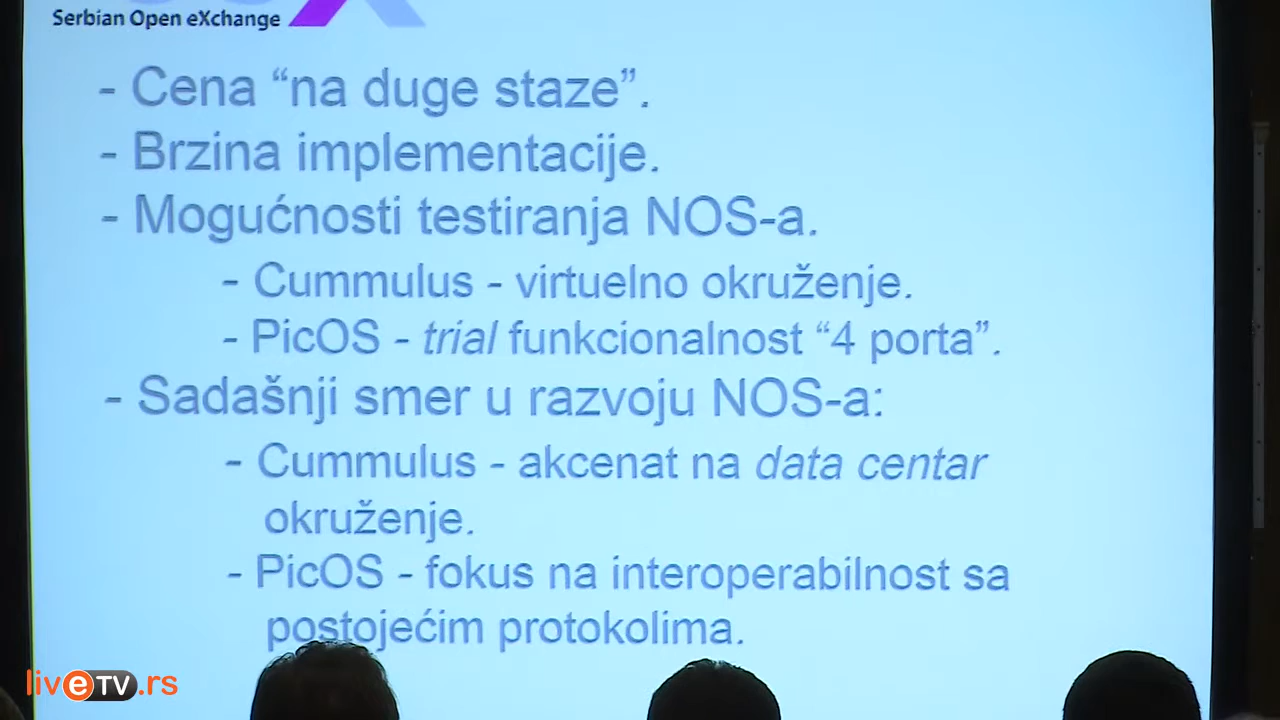 Serbian Open eXchange
- Cena “na duge staze”.
- Brzina implementacije.
- Mogućnosti testiranja NOS-a.
- Cummulus - virtuelno okruženje.
- PicOS - trial funkcionalnost “4 porta”.
- Sadašnji smer u razvoju NOS-a:
- Cummulus - akcenat na data centar
okruženje.
- PicOS - fokus na interoperabilnost sa
postojećim protokolima.
liveTV.rs